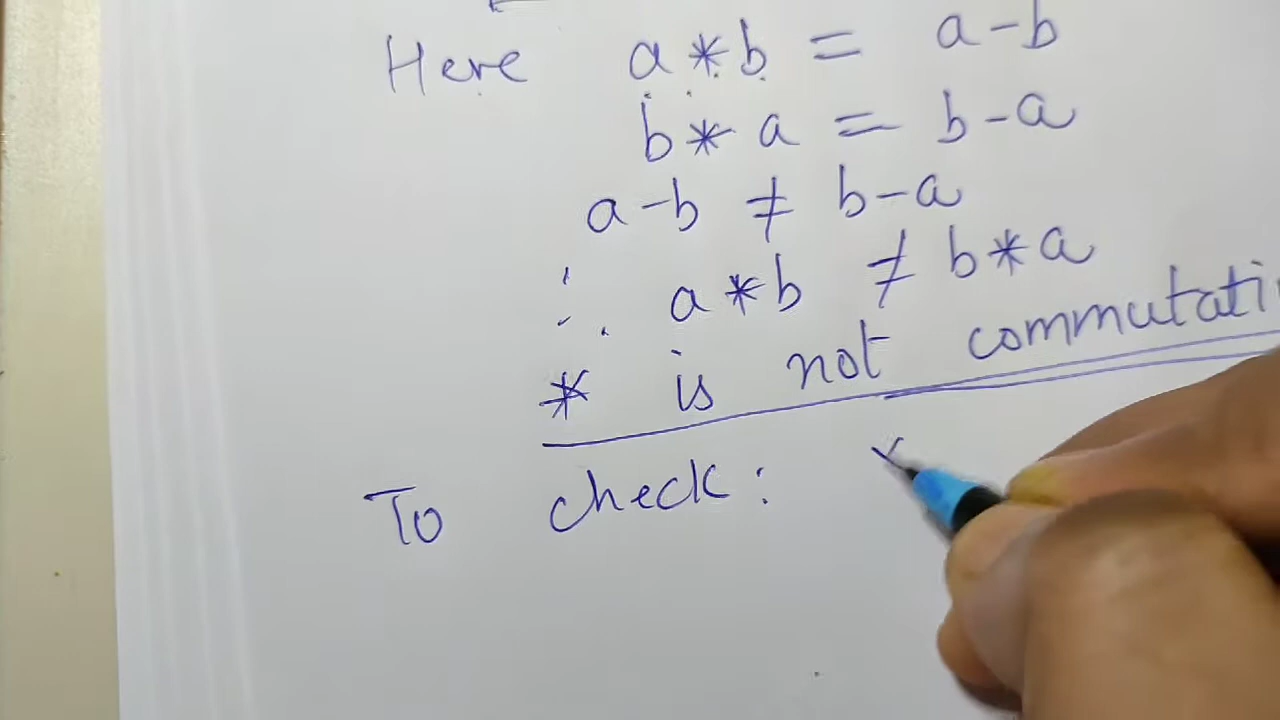 Here a * b = a - b
b * a = b - a
a - b ≠ b - a
∴ a * b ≠ b * a
* is not commutati
To check :